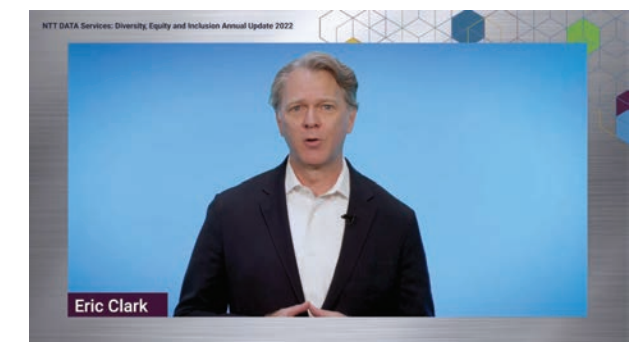 NTT DATA Services: Diversity, Equity and Inclusion Annual Update 2022
Eric Clark